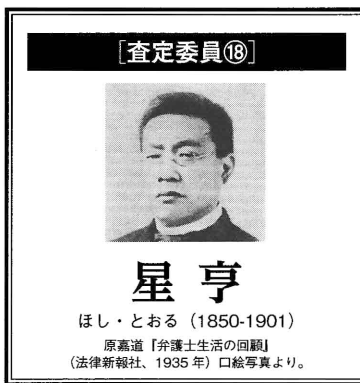 [査定委員⑱]
星 亨
ほし・とおる（1850-1901）
原嘉道『弁護士生活の回顧』
（法律新報社、1935年）口絵写真より。